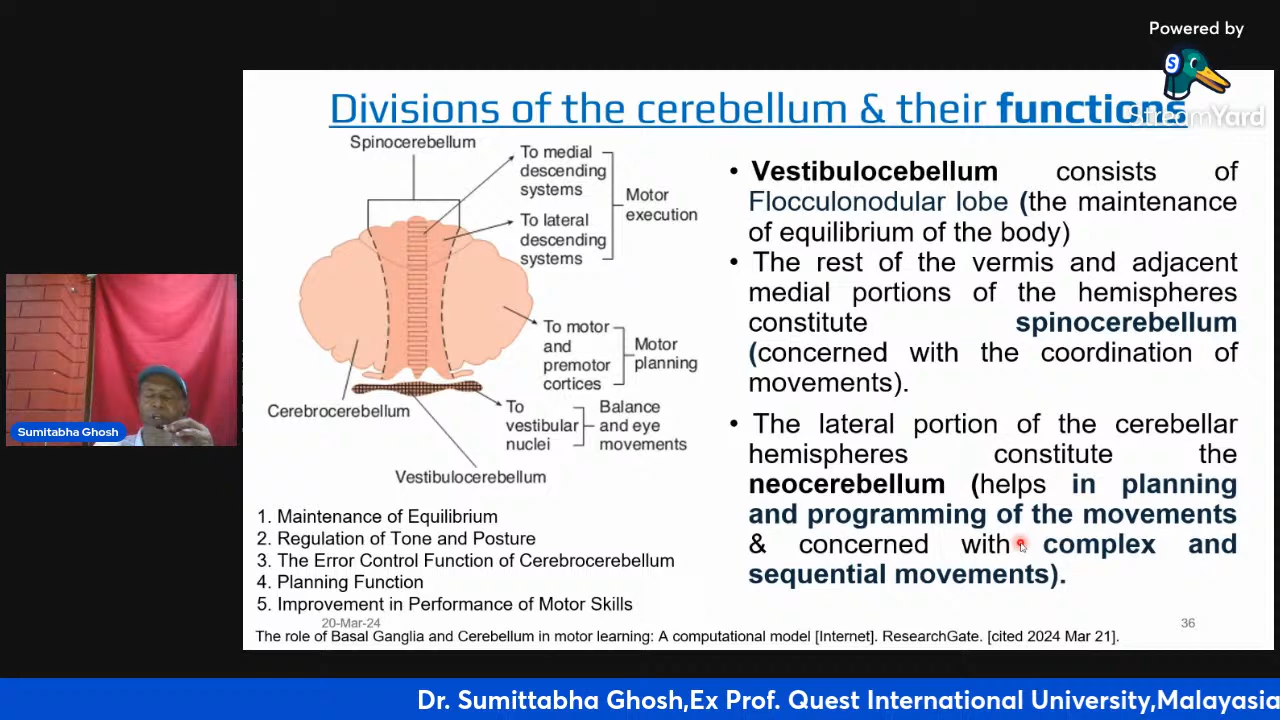 Powered by
S
StreamYard
Divisions of the cerebellum & their functions
Spinocerebellum
To medial
descending
systems
To lateral
descending
systems
Motor
execution
To motor
and
premotor
cortices
Motor
planning
Cerebrocerebellum
To
vestibular
nuclei
Balance
and eye
movements
Vestibulocerebellum
1. Maintenance of Equilibrium
2. Regulation of Tone and Posture
3. The Error Control Function of Cerebrocerebellum
4. Planning Function
5. Improvement in Performance of Motor Skills
• Vestibulocebellum consists of
Flocculonodular lobe (the maintenance
of equilibrium of the body)
• The rest of the vermis and adjacent
medial portions of the hemispheres
constitute spinocerebellum
(concerned with the coordination of
movements).
• The lateral portion of the cerebellar
hemispheres constitute the
neocerebellum (helps in planning
and programming of the movements
& concerned with complex and
sequential movements).
20-Mar-24
36
The role of Basal Ganglia and Cerebellum in motor learning: A computational model [Internet]. ResearchGate. [cited 2024 Mar 21].
Sumitabha Ghosh
Dr. Sumittabha Ghosh,Ex Prof. Quest International University,Malayasia